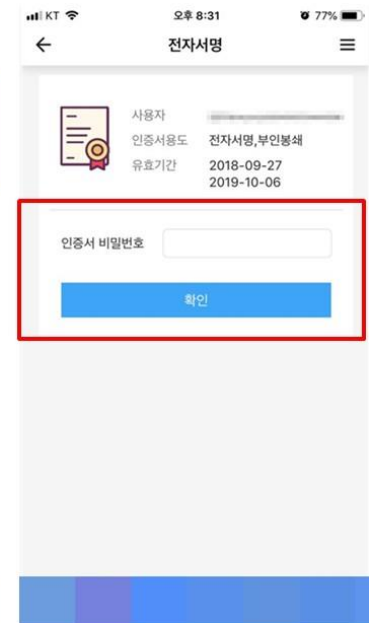 KT 오후 8:31 77%
전자서명
사용자
인증서용도 전자서명,부인봉쇄
유효기간 2018-09-27
2019-10-06
인증서 비밀번호
확인